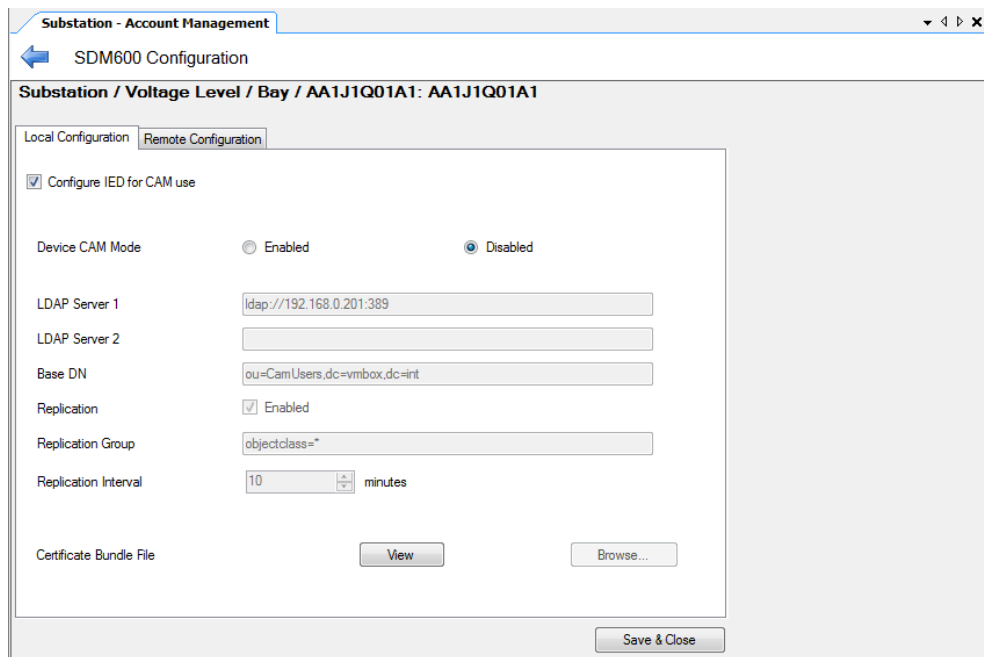 Substation - Account Management
SDM600 Configuration
Substation / Voltage Level / Bay / AA1J1Q01A1: AA1J1Q01A1
Local Configuration Remote Configuration
Configure IED for CAM use
Device CAM Mode Enabled Disabled
LDAP Server 1 ldap://192.168.0.201:389
LDAP Server 2
Base DN ou=CamUsers,dc=vmbox,dc=int
Replication Enabled
Replication Group objectclass=*
Replication Interval 10 minutes
Certificate Bundle File View Browse...
Save & Close